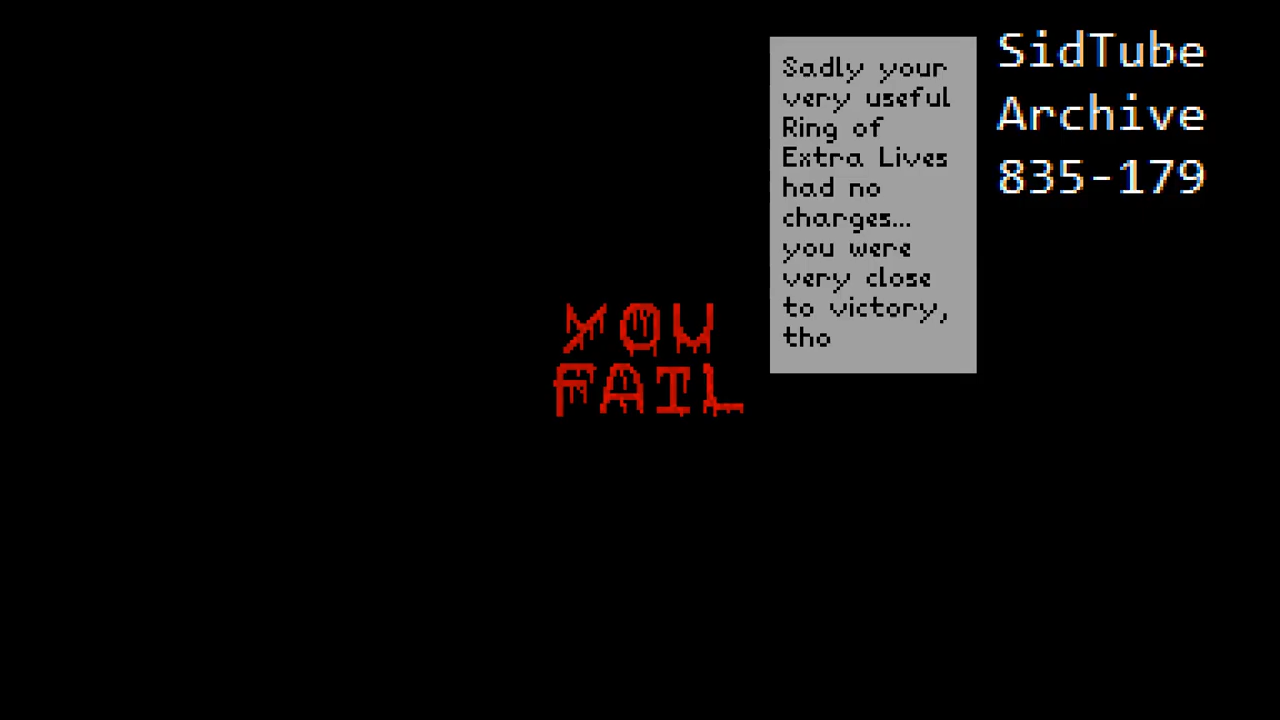 Sadly your
very useful
Ring of
Extra Lives
had no
charges...
you were
very close
to victory,
tho
SidTube
Archive
835-179
YOU
FAIL